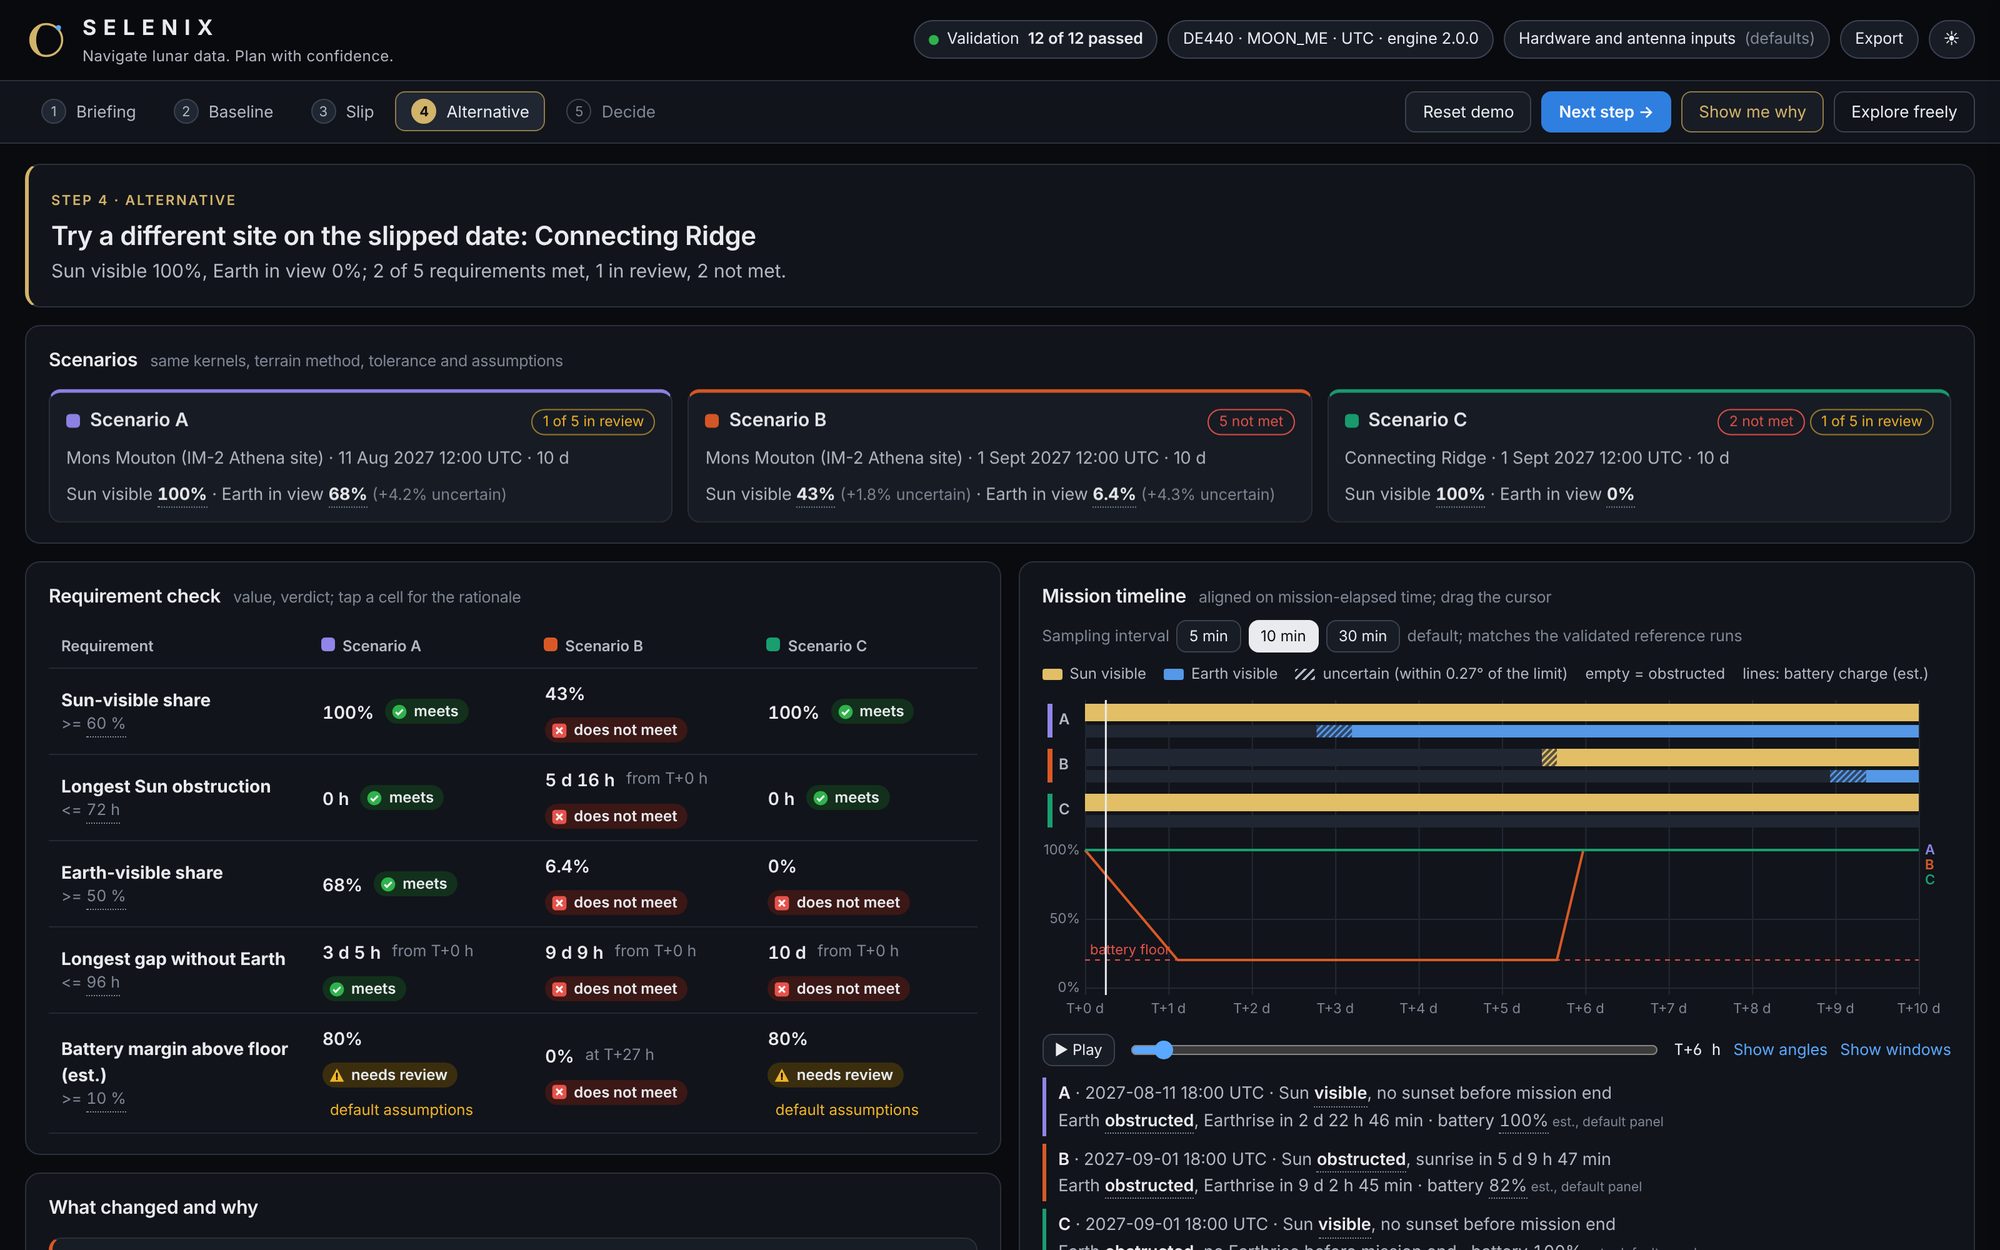 SELENIX
Navigate lunar data. Plan with confidence.
Validation 12 of 12 passed
DE440 · MOON_ME · UTC · engine 2.0.0
Hardware and antenna inputs (defaults)
Export
1 Briefing
2 Baseline
3 Slip
4 Alternative
5 Decide
Reset demo
Next step →
Show me why
Explore freely
STEP 4 · ALTERNATIVE
Try a different site on the slipped date: Connecting Ridge
Sun visible 100%, Earth in view 0%; 2 of 5 requirements met, 1 in review, 2 not met.
Scenarios same kernels, terrain method, tolerance and assumptions
Scenario A 1 of 5 in review
Mons Mouton (IM-2 Athena site) · 11 Aug 2027 12:00 UTC · 10 d
Sun visible 100% · Earth in view 68% (+4.2% uncertain)
Scenario B 5 not met
Mons Mouton (IM-2 Athena site) · 1 Sept 2027 12:00 UTC · 10 d
Sun visible 43% (+1.8% uncertain) · Earth in view 6.4% (+4.3% uncertain)
Scenario C 2 not met 1 of 5 in review
Connecting Ridge · 1 Sept 2027 12:00 UTC · 10 d
Sun visible 100% · Earth in view 0%
Requirement check value, verdict; tap a cell for the rationale
Requirement Scenario A Scenario B Scenario C
Sun-visible share
>= 60 %
100% meets
43%
does not meet
100% meets
Longest Sun obstruction
<= 72 h
0 h meets
5 d 16 h from T+0 h
does not meet
0 h meets
Earth-visible share
>= 50 %
68% meets
6.4%
does not meet
0%
does not meet
Longest gap without Earth
<= 96 h
3 d 5 h from T+0 h
meets
9 d 9 h from T+0 h
does not meet
10 d from T+0 h
does not meet
Battery margin above floor
(est.)
>= 10 %
80%
needs review
default assumptions
0% at T+27 h
does not meet
80%
needs review
default assumptions
What changed and why
Mission timeline aligned on mission-elapsed time; drag the cursor
Sampling interval 5 min 10 min 30 min default; matches the validated reference runs
Sun visible Earth visible uncertain (within 0.27° of the limit) empty = obstructed lines: battery charge (est.)
A
B
C
100%
50%
0%
battery floor
A
B
C
T+0 d T+1 d T+2 d T+3 d T+4 d T+5 d T+6 d T+7 d T+8 d T+9 d T+10 d
Play
T+6 h Show angles Show windows
A · 2027-08-11 18:00 UTC · Sun visible, no sunset before mission end
Earth obstructed, Earthrise in 2 d 22 h 46 min · battery 100% est., default panel
B · 2027-09-01 18:00 UTC · Sun obstructed, sunrise in 5 d 9 h 47 min
Earth obstructed, Earthrise in 9 d 2 h 45 min · battery 82% est., default panel
C · 2027-09-01 18:00 UTC · Sun visible, no sunset before mission end